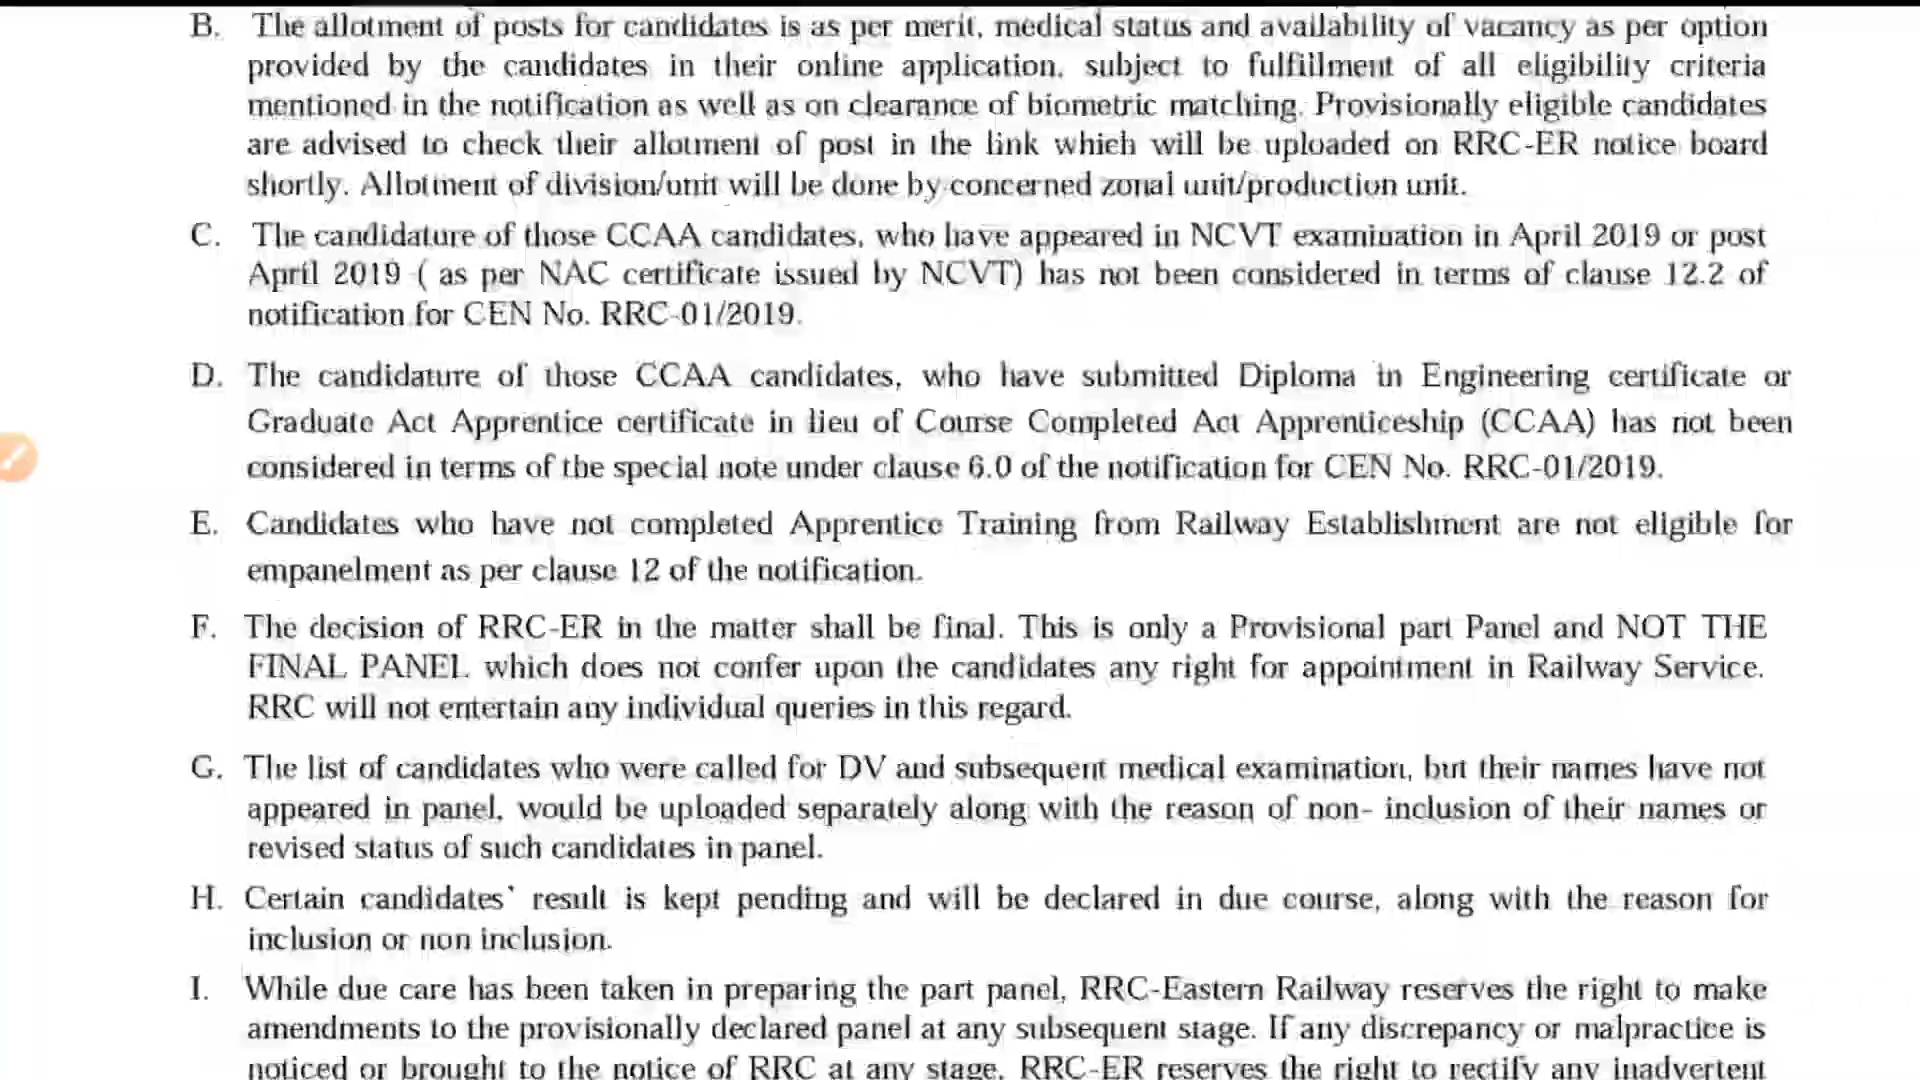 B. The allotment of posts for candidates is as per merit, medical status and availability of vacancy as per option
provided by the candidates in their online application, subject to fulfillment of all eligibility criteria
mentioned in the notification as well as on clearance of biometric matching. Provisionally eligible candidates
are advised to check their allotment of post in the link which will be uploaded on RRC-ER notice board
shortly. Allotment of division/unit will be done by concerned zonal unit/production unit.
C. The candidature of those CCAA candidates, who have appeared in NCVT examination in April 2019 or post
April 2019 ( as per NAC certificate issued by NCVT) has not been considered in terms of clause 12.2 of
notification for CEN No. RRC-01/2019.
D. The candidature of those CCAA candidates, who have submitted Diploma in Engineering certificate or
Graduate Act Apprentice certificate in lieu of Course Completed Act Apprenticeship (CCAA) has not been
considered in terms of the special note under clause 6.0 of the notification for CEN No. RRC-01/2019.
E. Candidates who have not completed Apprentice Training from Railway Establishment are not eligible for
empanelment as per clause 12 of the notification.
F. The decision of RRC-ER in the matter shall be final. This is only a Provisional part Panel and NOT THE
FINAL PANEL which does not confer upon the candidates any right for appointment in Railway Service.
RRC will not entertain any individual queries in this regard.
G. The list of candidates who were called for DV and subsequent medical examination, but their names have not
appeared in panel, would be uploaded separately along with the reason of non- inclusion of their names or
revised status of such candidates in panel.
H. Certain candidates' result is kept pending and will be declared in due course, along with the reason for
inclusion or non inclusion.
I. While due care has been taken in preparing the part panel, RRC-Eastern Railway reserves the right to make
amendments to the provisionally declared panel at any subsequent stage. If any discrepancy or malpractice is
noticed or brought to the notice of RRC at any stage, RRC-ER reserves the right to rectify any inadvertent